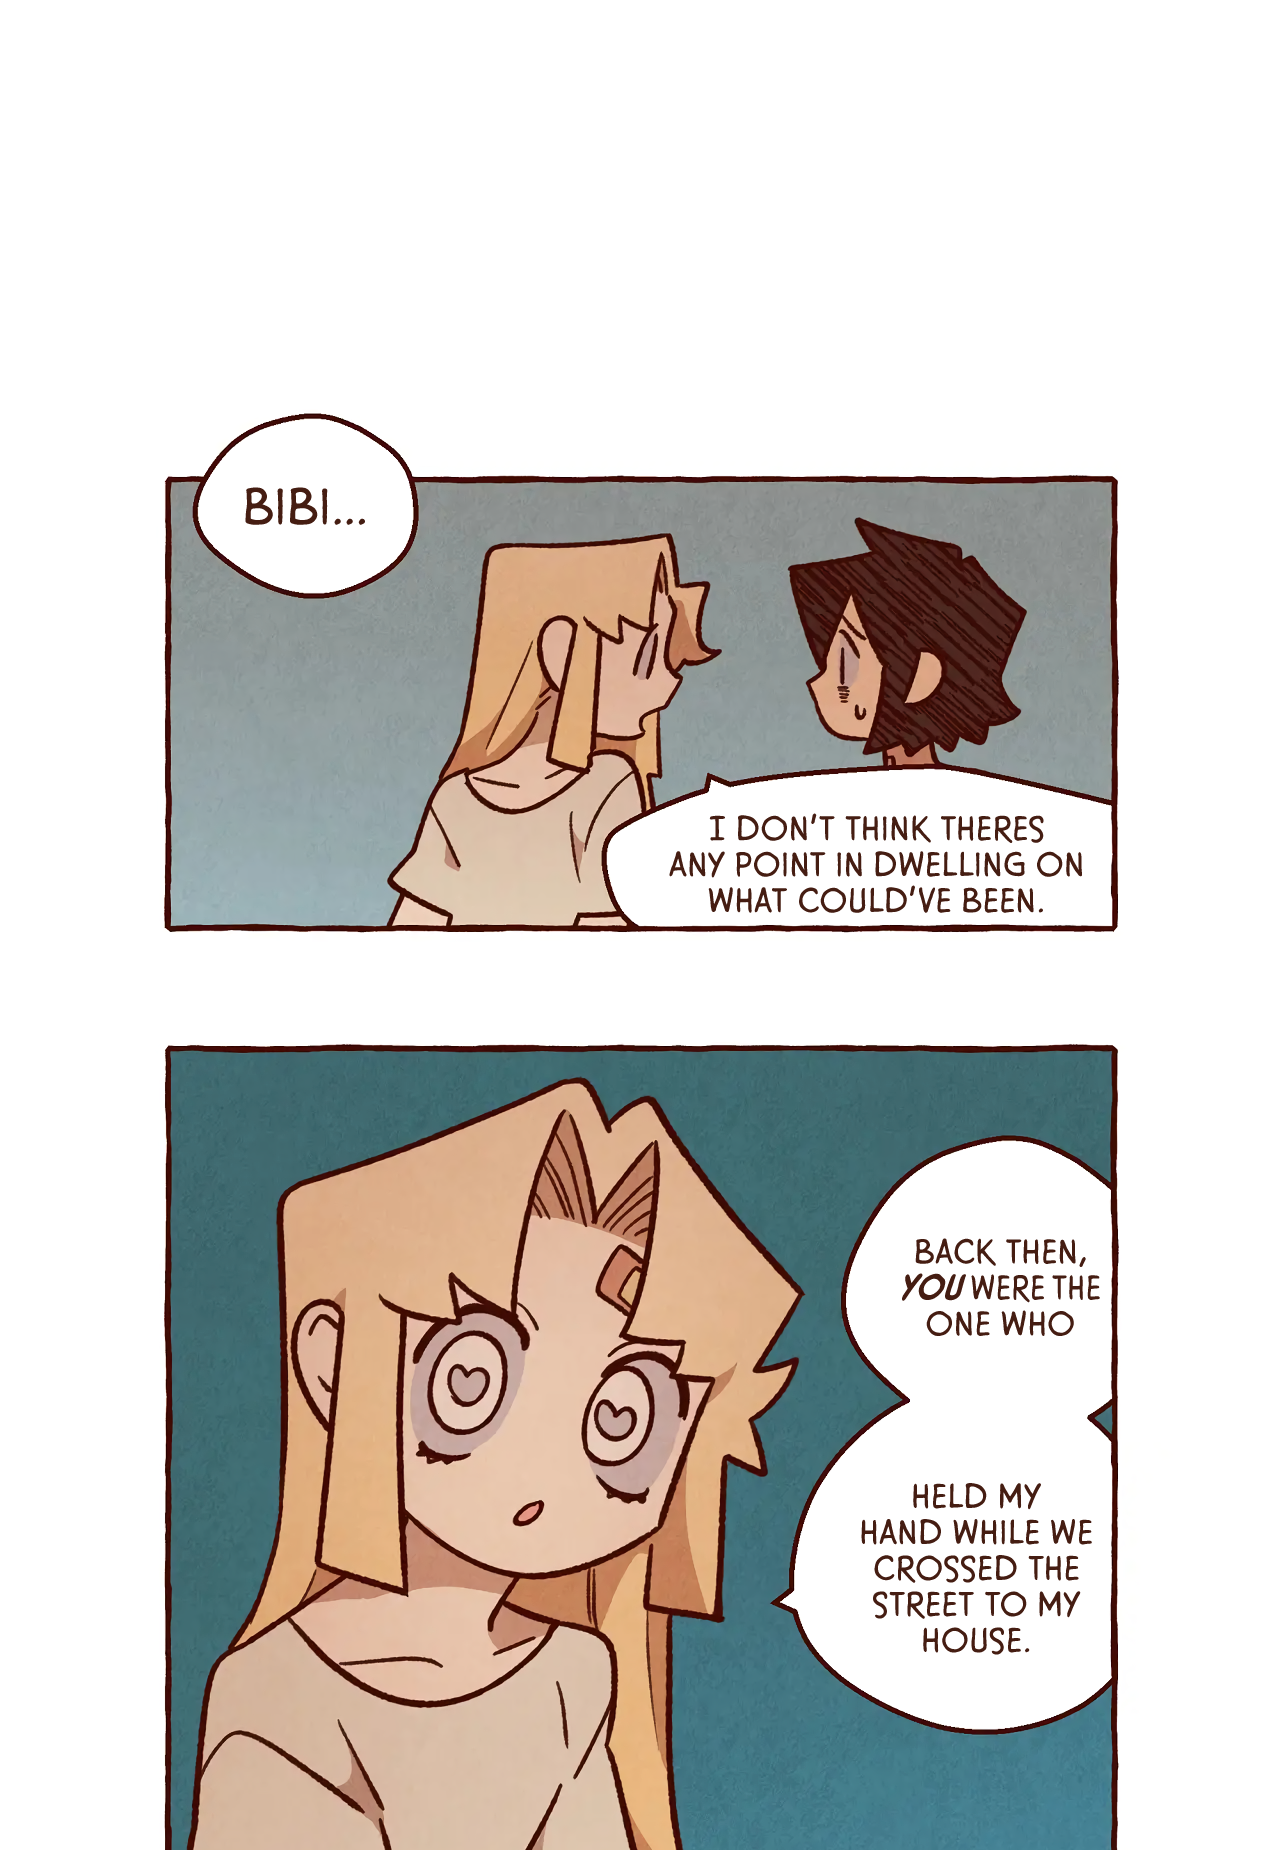 BIBI...
I DON'T THINK THERES
ANY POINT IN DWELLING ON
WHAT COULD'VE BEEN.
BACK THEN,
YOU WERE THE
ONE WHO
HELD MY
HAND WHILE WE
CROSSED THE
STREET TO MY
HOUSE.